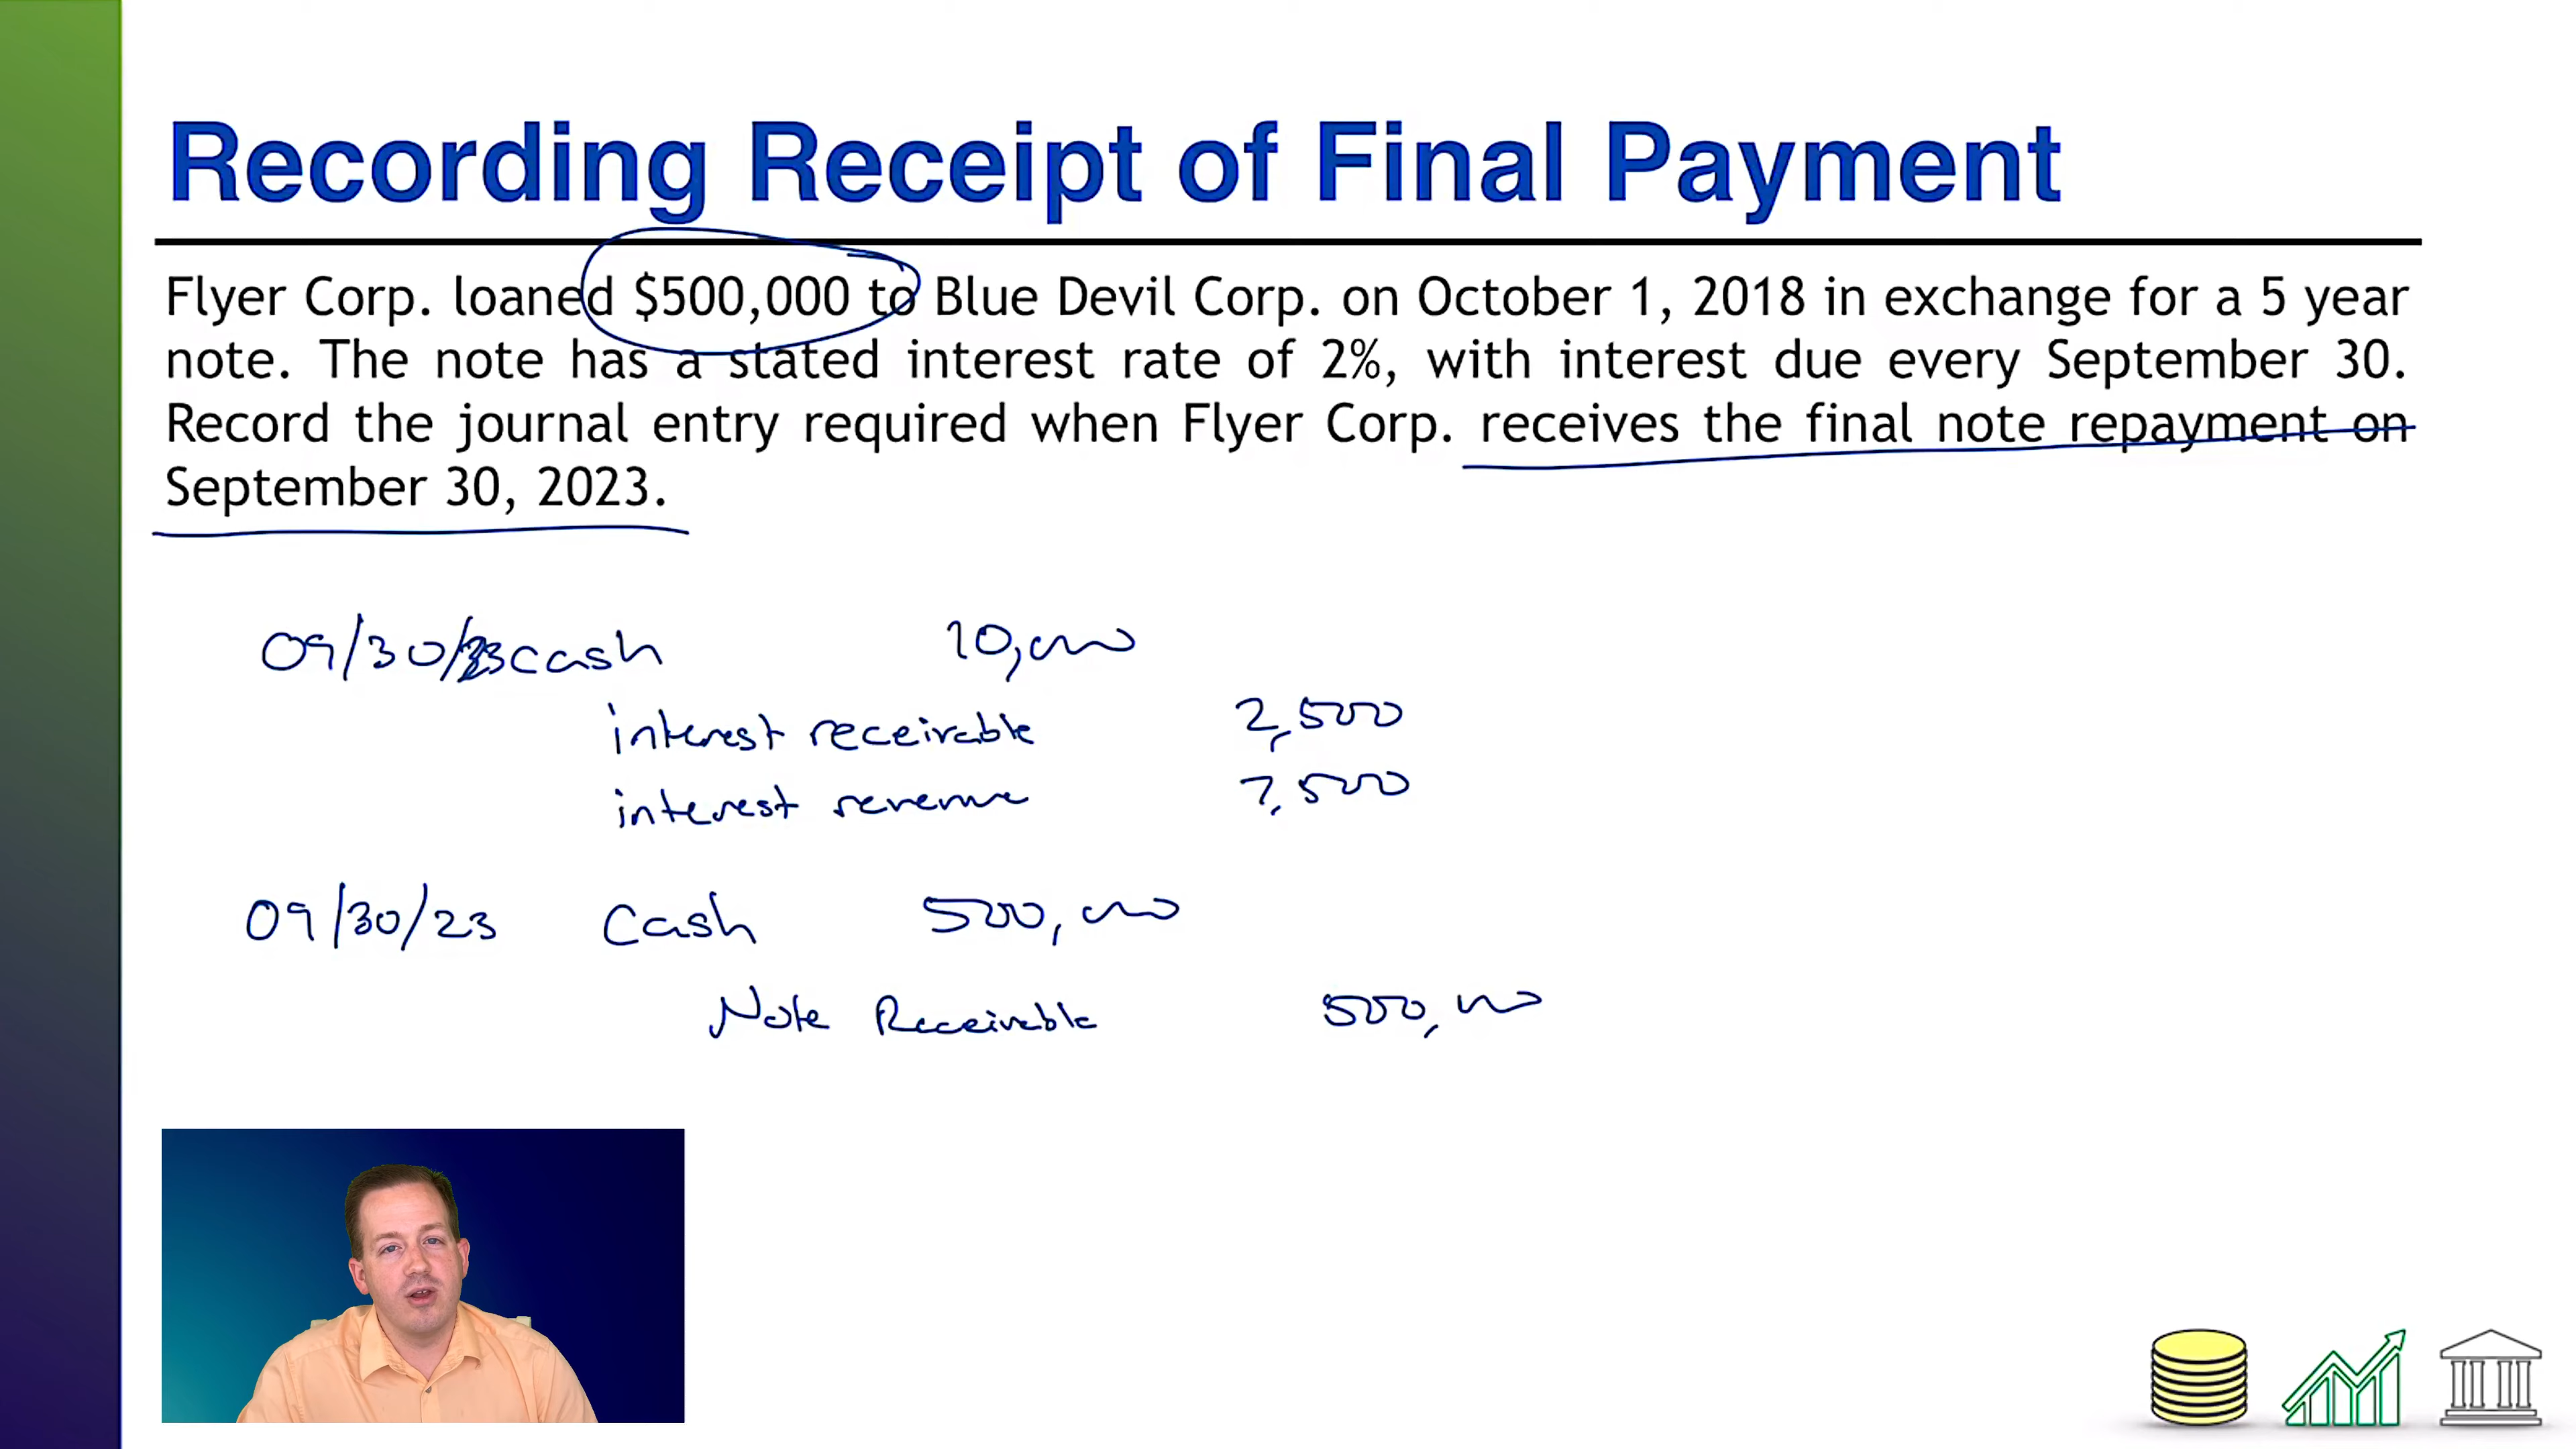 Recording Receipt of Final Payment
Flyer Corp. loaned $500,000 to Blue Devil Corp. on October 1, 2018 in exchange for a 5 year
note. The note has a stated interest rate of 2%, with interest due every September 30.
Record the journal entry required when Flyer Corp. receives the final note repayment on
September 30, 2023.
09/30/23 cash 10,000
interest receivable 2,500
interest revenue 7,500
09/30/23 Cash 500,000
Note Receivable 500,000